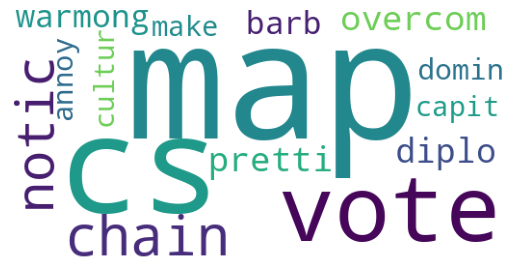 warmong make barb overcom
annoy cultur map domin
notic capit
cs pretti diplo
chain vote